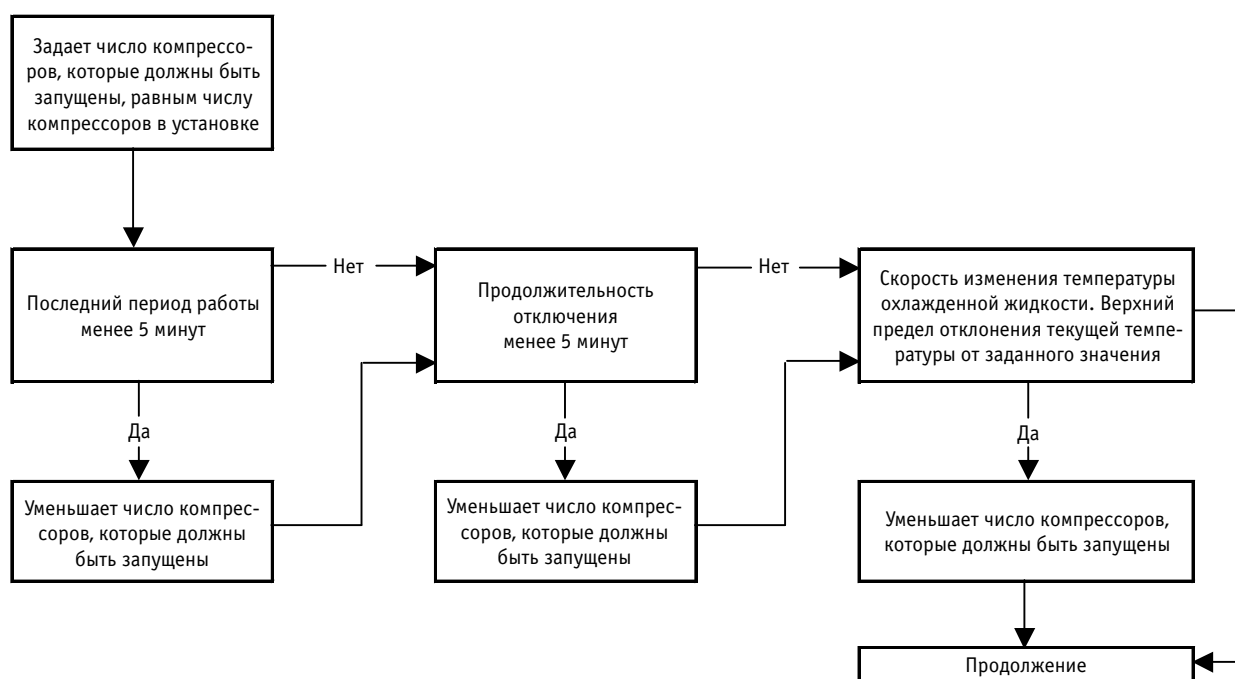 Задает число компрессо-
ров, которые должны быть
запущены, равным числу
компрессоров в установке
Последний период работы
менее 5 минут
Нет
Продолжительность
отключения
менее 5 минут
Нет
Скорость изменения температуры
охлажденной жидкости. Верхний
предел отклонения текущей темпе-
ратуры от заданного значения
Да
Да
Да
Уменьшает число компрес-
соров, которые должны
быть запущены
Уменьшает число компрес-
соров, которые должны
быть запущены
Уменьшает число компрессоров,
которые должны быть запущены
Продолжение